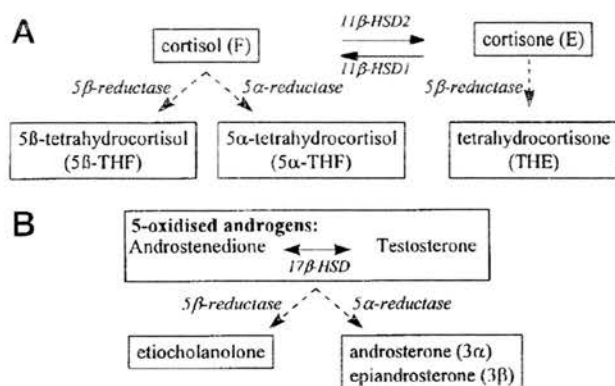 A
11β-HSD2
cortisol (F)
cortisone (E)
11β-HSD1
5β-reductase
5α-reductase
5β-reductase
5ß-tetrahydrocortisol
(5ß-THF)
5α-tetrahydrocortisol
(5α-THF)
tetrahydrocortisone
(THE)
B
5-oxidised androgens:
Androstenedione
Testosterone
17β-HSD
5β-reductase
5α-reductase
etiocholanolone
androsterone (3α)
epiandrosterone (3β)